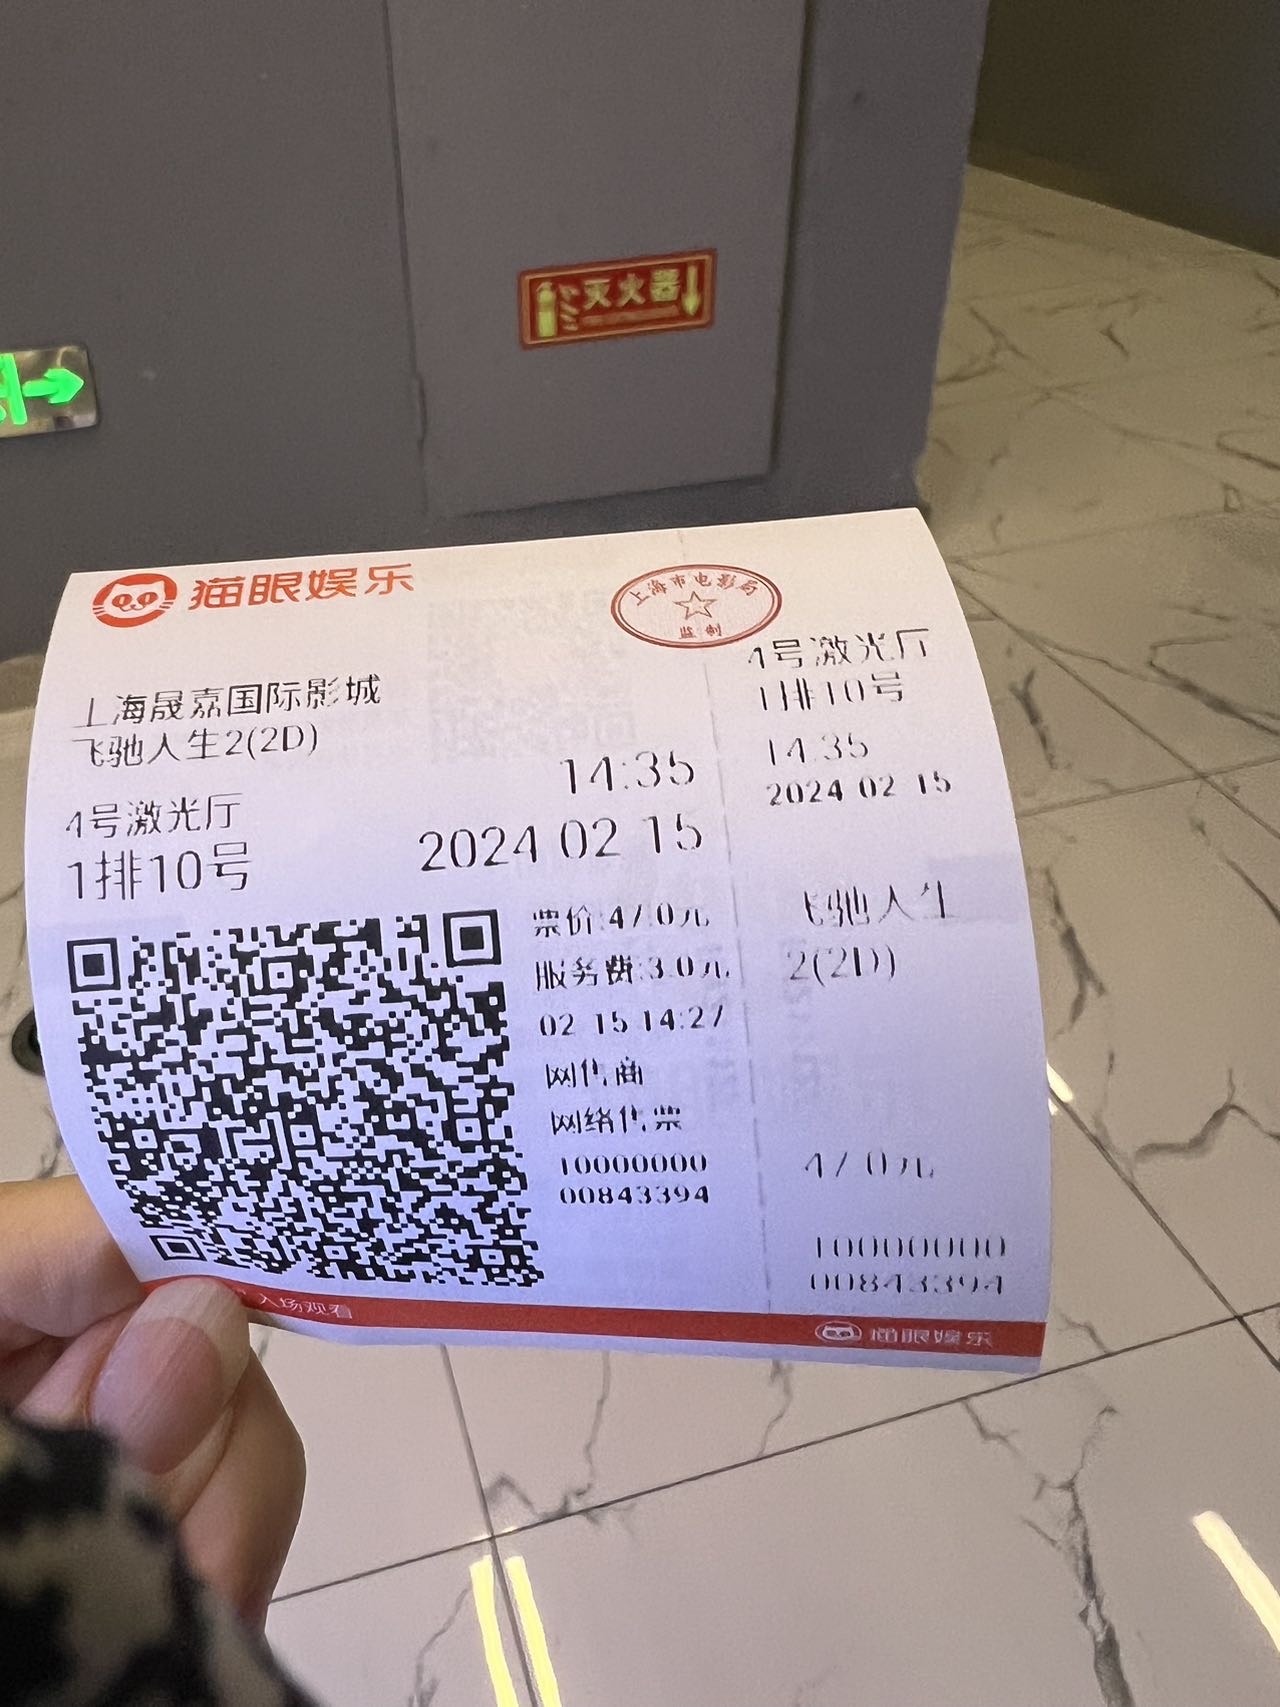 灭火器
猫眼娱乐
上海市电影局
监制
上海晟嘉国际影城
飞驰人生2(2D)
14:35
4号激光厅
2024 02 15
1排10号
票价:47.0元
服务费:3.0元
02 15 14:27
网售商
网络售票
10000000
00843394
4号激光厅
1排10号
14:35
2024 02 15
飞驰人生
2(2D)
47.0元
10000000
00843394
入场观看
猫眼娱乐